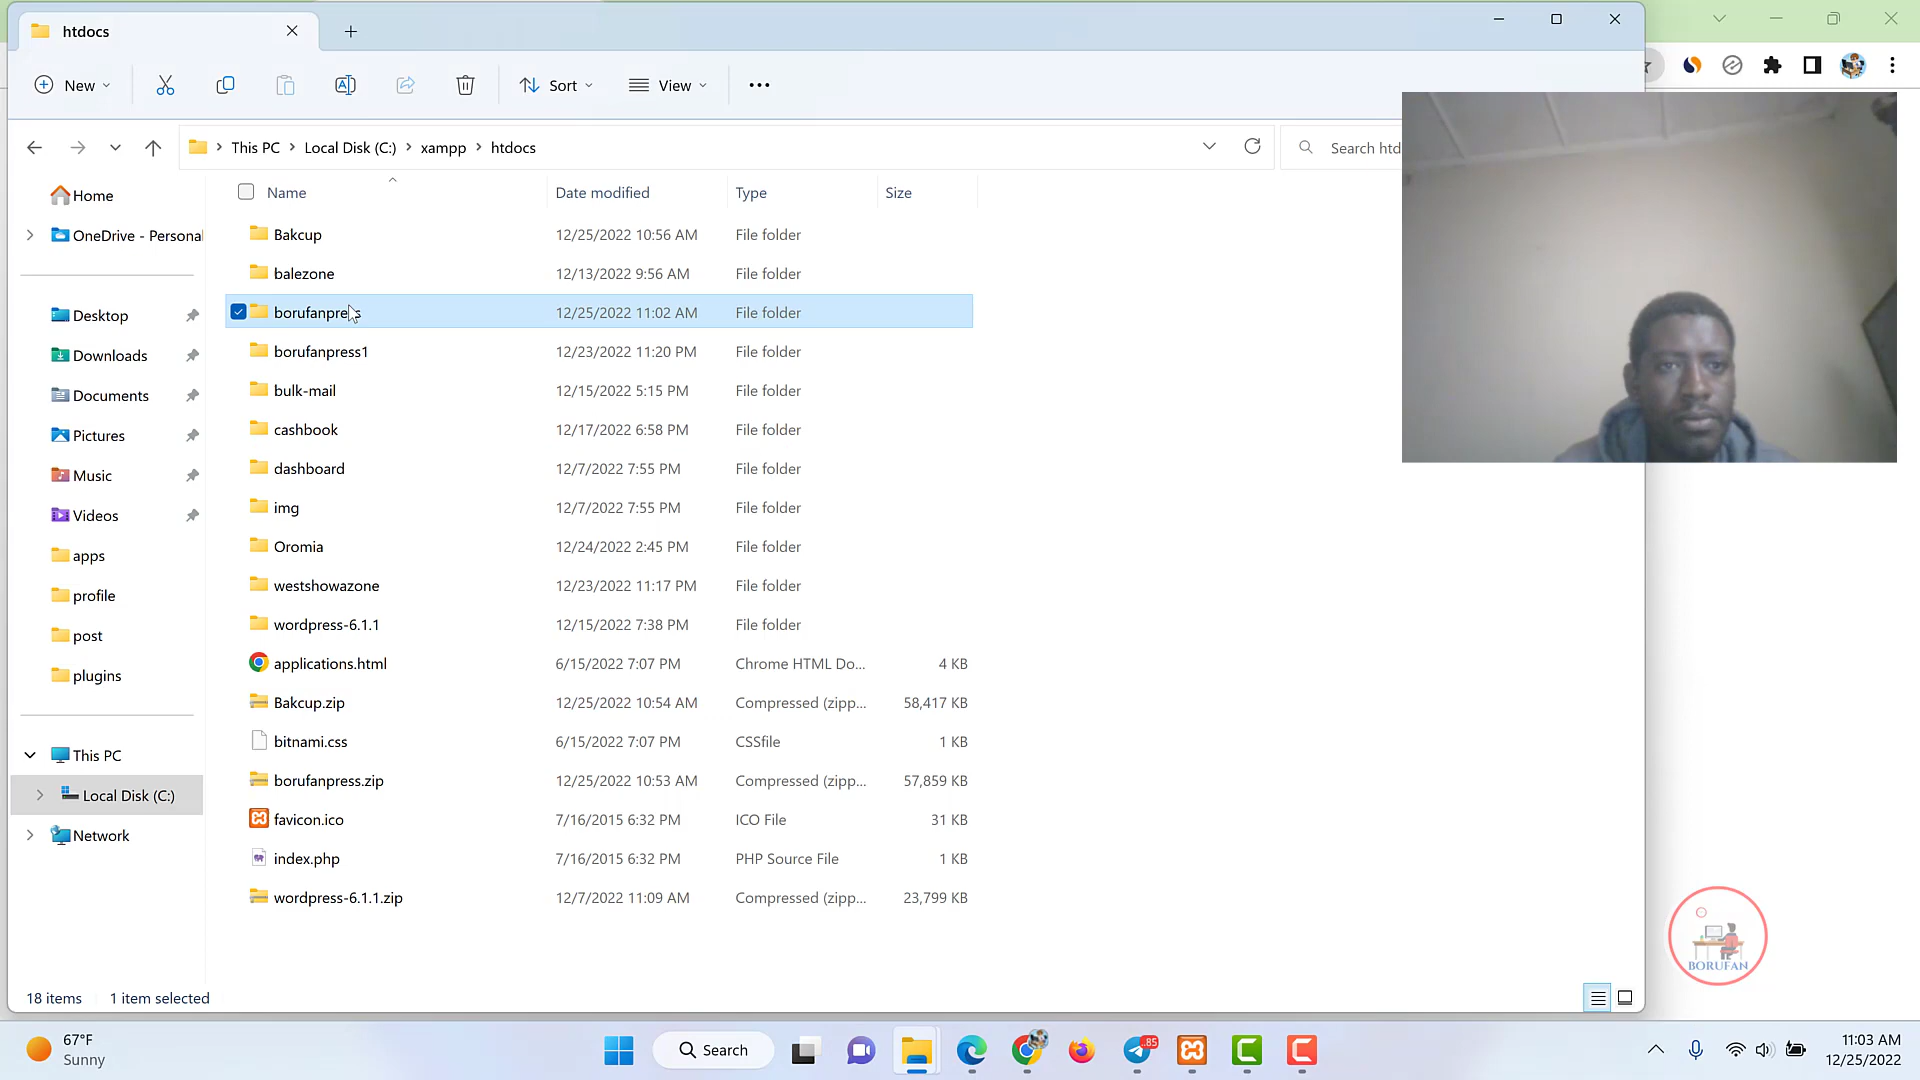 htdocs
New
Sort
View
This PC
Local Disk (C:)
xampp
htdocs
Search htd
Home
OneDrive - Persona
Desktop
Downloads
Documents
Pictures
Music
Videos
apps
profile
post
plugins
This PC
Local Disk (C:)
Network
Name Date modified Type Size
Bakcup 12/25/2022 10:56 AM File folder
balezone 12/13/2022 9:56 AM File folder
borufanpress 12/25/2022 11:02 AM File folder
borufanpress1 12/23/2022 11:20 PM File folder
bulk-mail 12/15/2022 5:15 PM File folder
cashbook 12/17/2022 6:58 PM File folder
dashboard 12/7/2022 7:55 PM File folder
img 12/7/2022 7:55 PM File folder
Oromia 12/24/2022 2:45 PM File folder
westshowazone 12/23/2022 11:17 PM File folder
wordpress-6.1.1 12/15/2022 7:38 PM File folder
applications.html 6/15/2022 7:07 PM Chrome HTML Do... 4 KB
Bakcup.zip 12/25/2022 10:54 AM Compressed (zipp... 58,417 KB
bitnami.css 6/15/2022 7:07 PM CSSfile 1 KB
borufanpress.zip 12/25/2022 10:53 AM Compressed (zipp... 57,859 KB
favicon.ico 7/16/2015 6:32 PM ICO File 31 KB
index.php 7/16/2015 6:32 PM PHP Source File 1 KB
wordpress-6.1.1.zip 12/7/2022 11:09 AM Compressed (zipp... 23,799 KB
18 items 1 item selected
BORUFAN
67°F
Sunny
Search
85
11:03 AM
12/25/2022